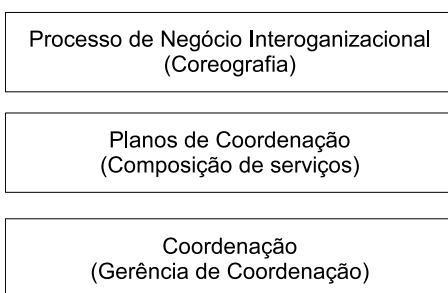 Processo de Negócio Interoganizacional
(Coreografia)
Planos de Coordenação
(Composição de serviços)
Coordenação
(Gerência de Coordenação)